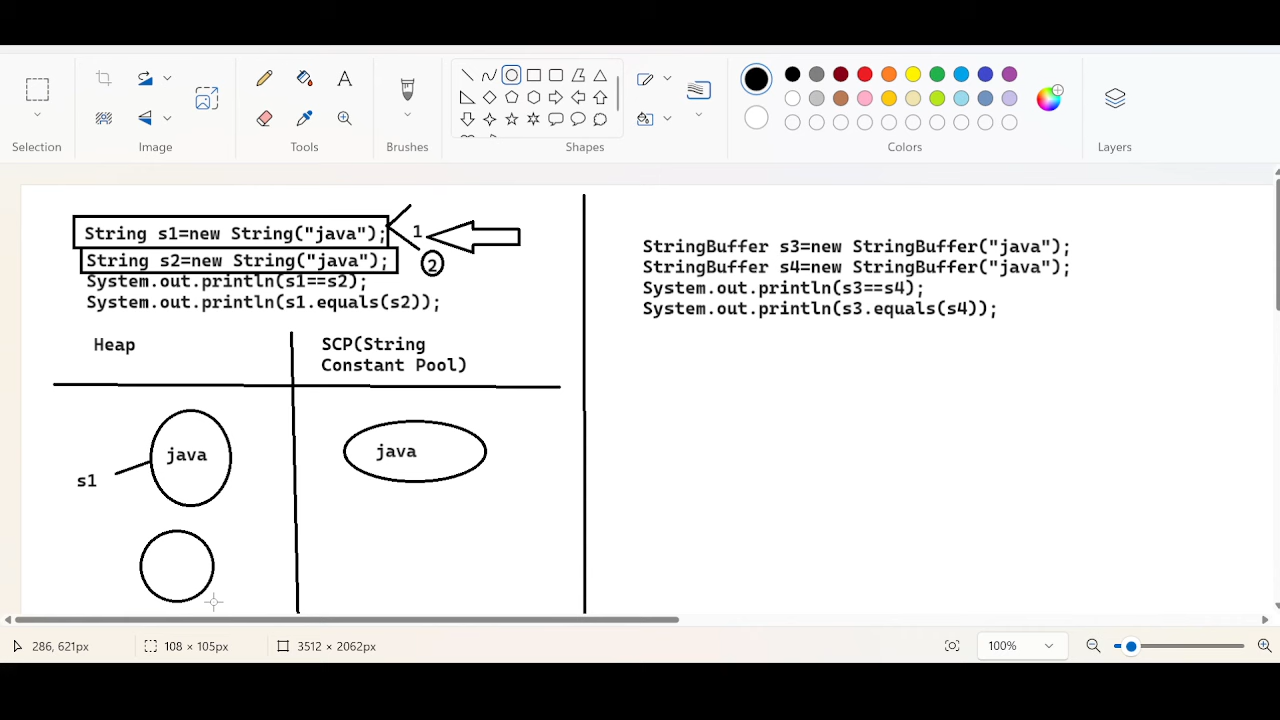 Selection
Image
Tools
Brushes
Shapes
Colors
Layers
String s1=new String("java");
1
String s2=new String("java");
2
System.out.println(s1==s2);
System.out.println(s1.equals(s2));
Heap
SCP(String
Constant Pool)
java
java
s1
StringBuffer s3=new StringBuffer("java");
StringBuffer s4=new StringBuffer("java");
System.out.println(s3==s4);
System.out.println(s3.equals(s4));
286, 621px
108 × 105px
3512 × 2062px
100%